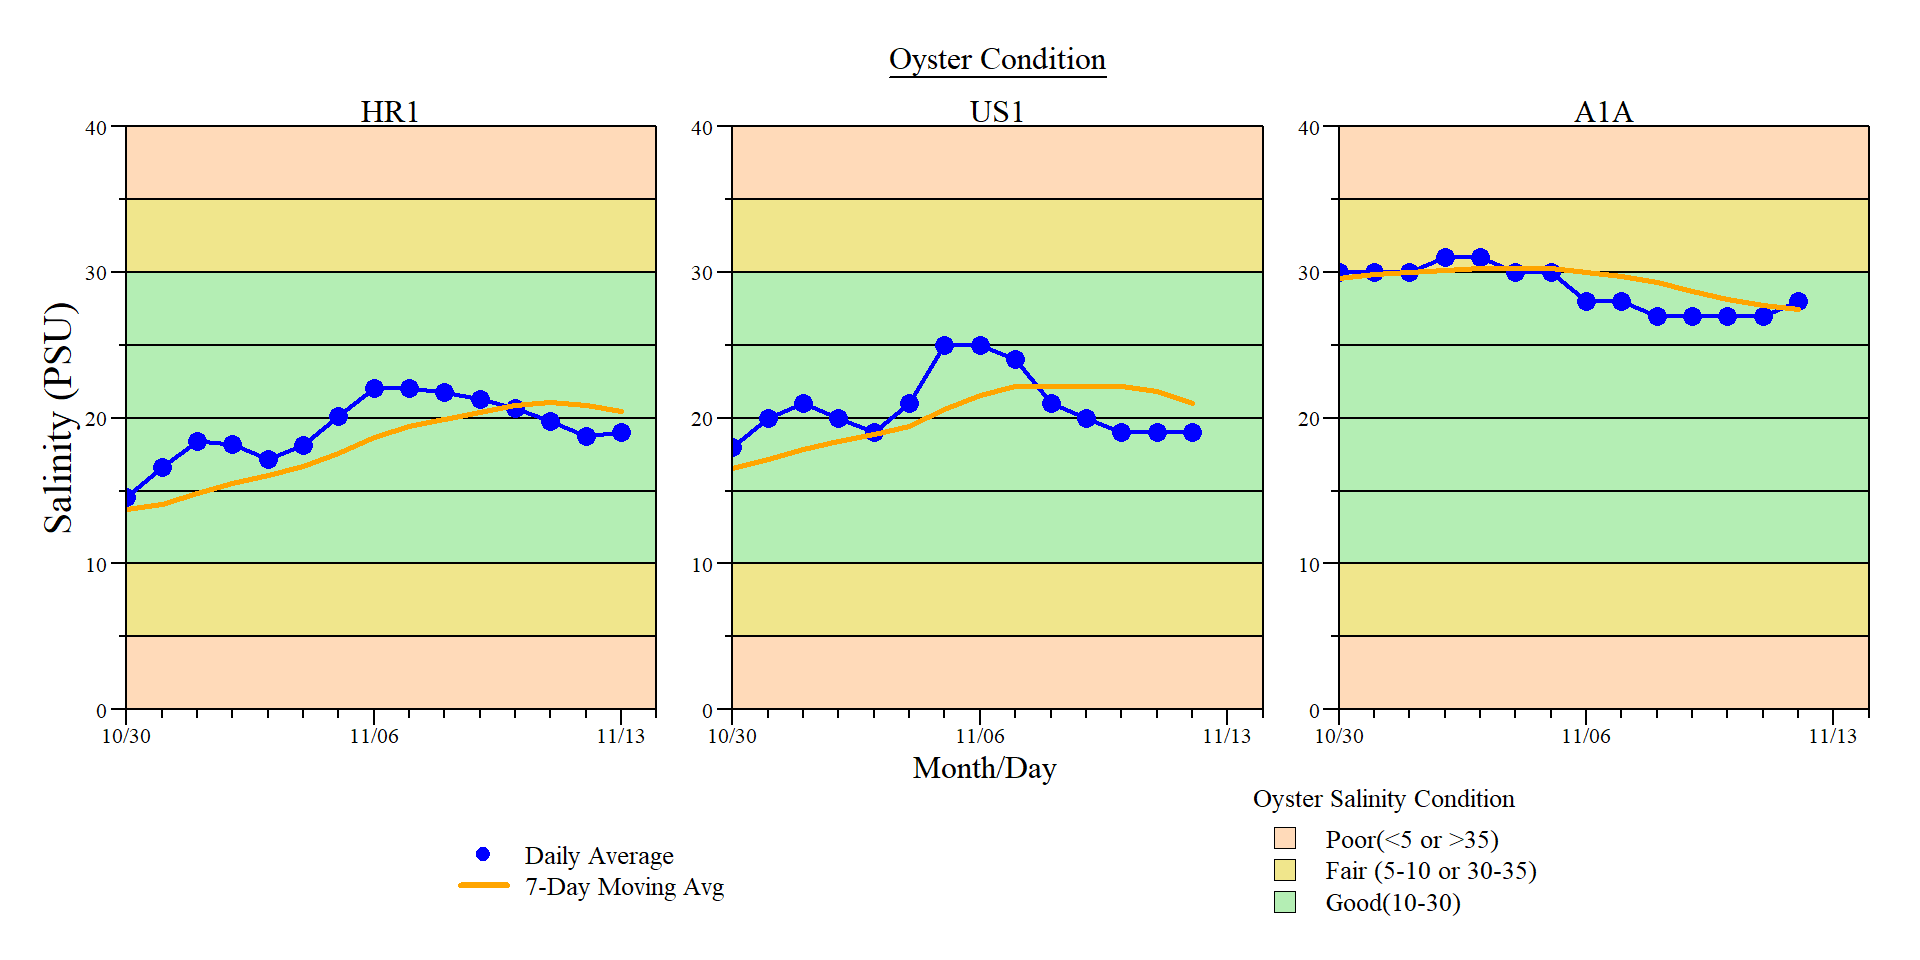 Oyster Condition
HR1
US1
A1A
40
30
20
10
0
40
30
20
10
0
40
30
20
10
0
Salinity (PSU)
10/30
11/06
11/13
10/30
11/06
11/13
10/30
11/06
11/13
Month/Day
Daily Average
7-Day Moving Avg
Oyster Salinity Condition
Poor(<5 or >35)
Fair (5-10 or 30-35)
Good(10-30)